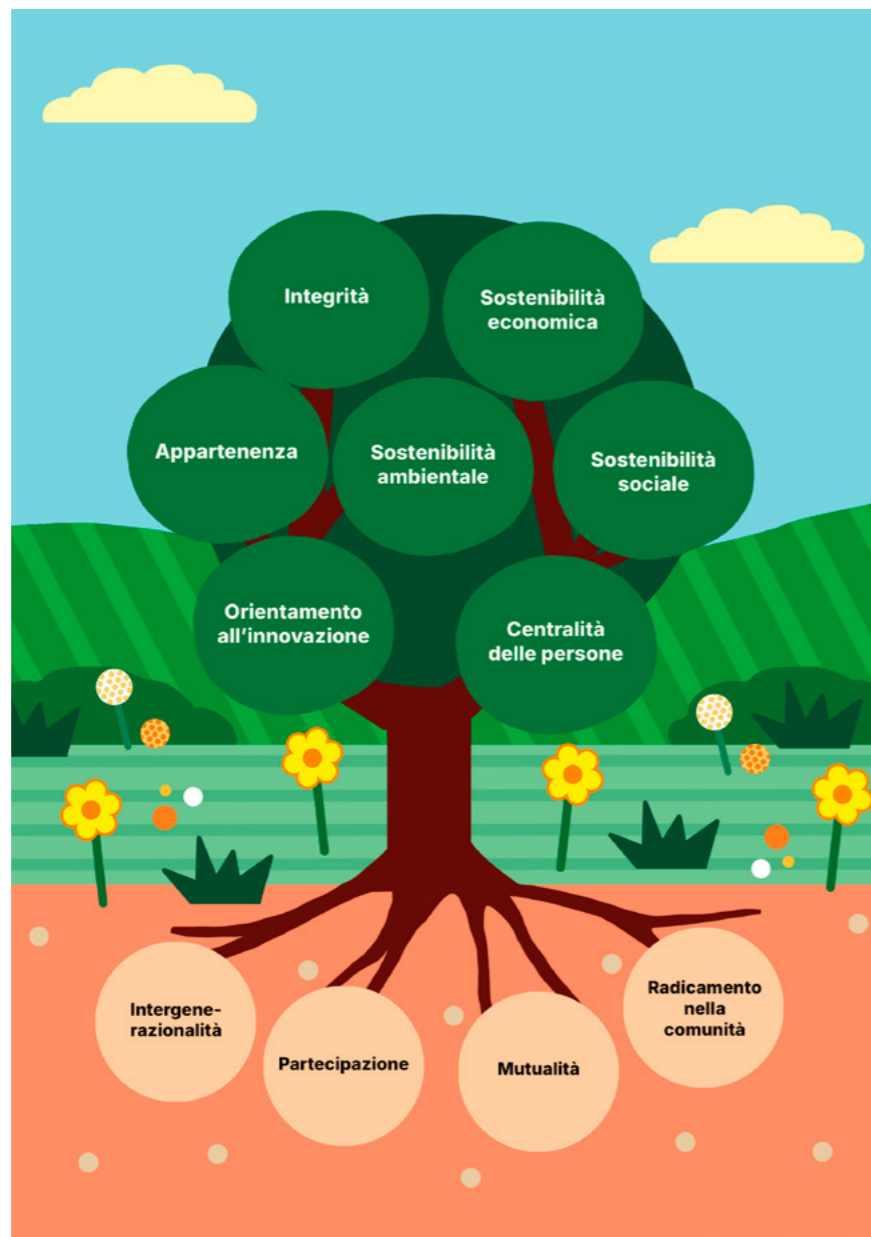 Integrità
Sostenibilità
economica
Appartenenza
Sostenibilità
ambientale
Sostenibilità
sociale
Orientamento
all’innovazione
Centralità
delle persone
Intergene-
razionalità
Partecipazione
Mutualità
Radicamento
nella
comunità